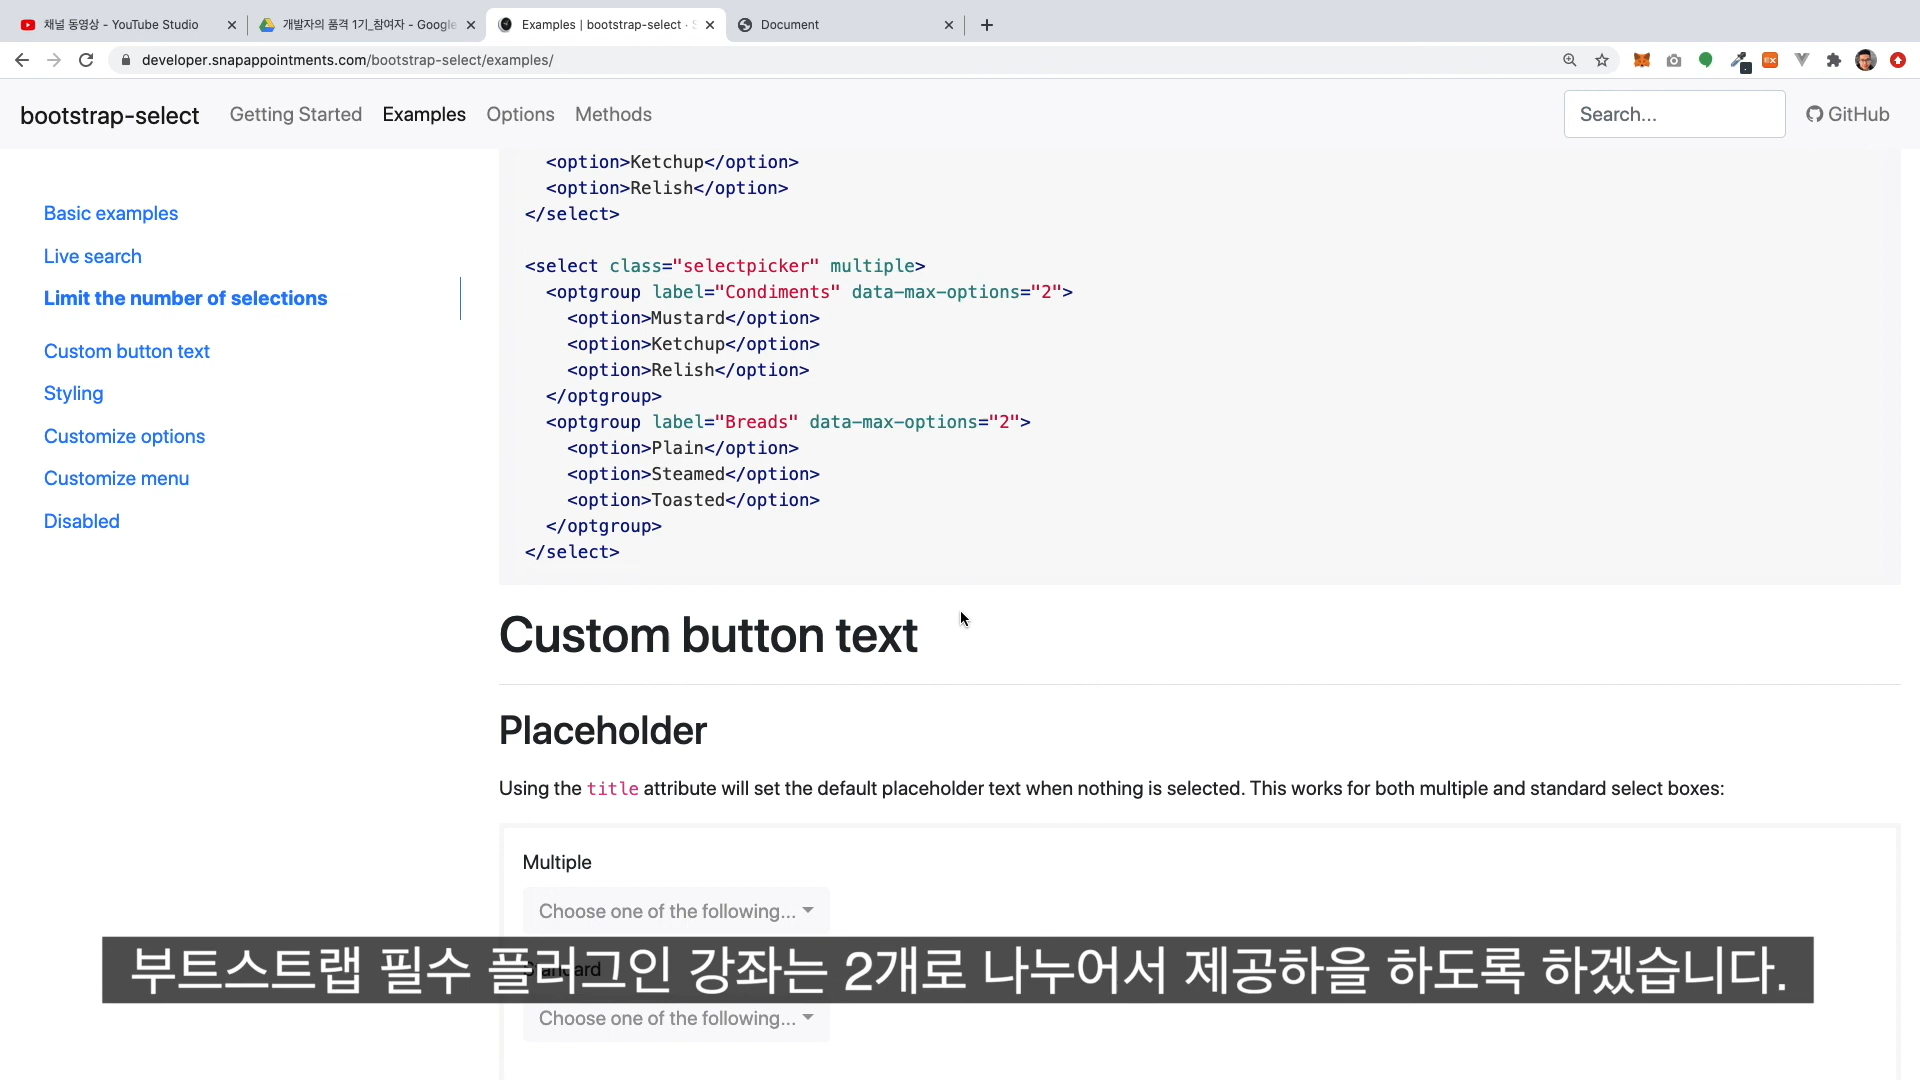 채널 동영상 - YouTube Studio
개발자의 품격 1기_참여자 - Google
Examples | bootstrap-select · S
Document
developer.snapappointments.com/bootstrap-select/examples/
bootstrap-select
Getting Started
Examples
Options
Methods
Search...
GitHub
Basic examples
Live search
Limit the number of selections
Custom button text
Styling
Customize options
Customize menu
Disabled
<option>Ketchup</option>
<option>Relish</option>
</select>
<select class="selectpicker" multiple>
<optgroup label="Condiments" data-max-options="2">
<option>Mustard</option>
<option>Ketchup</option>
<option>Relish</option>
</optgroup>
<optgroup label="Breads" data-max-options="2">
<option>Plain</option>
<option>Steamed</option>
<option>Toasted</option>
</optgroup>
</select>
Custom button text
Placeholder
Using the title attribute will set the default placeholder text when nothing is selected. This works for both multiple and standard select boxes:
Multiple
Choose one of the following...
부트스트랩 필수 플러그인 강좌는 2개로 나누어서 제공하을 하도록 하겠습니다.
Choose one of the following...